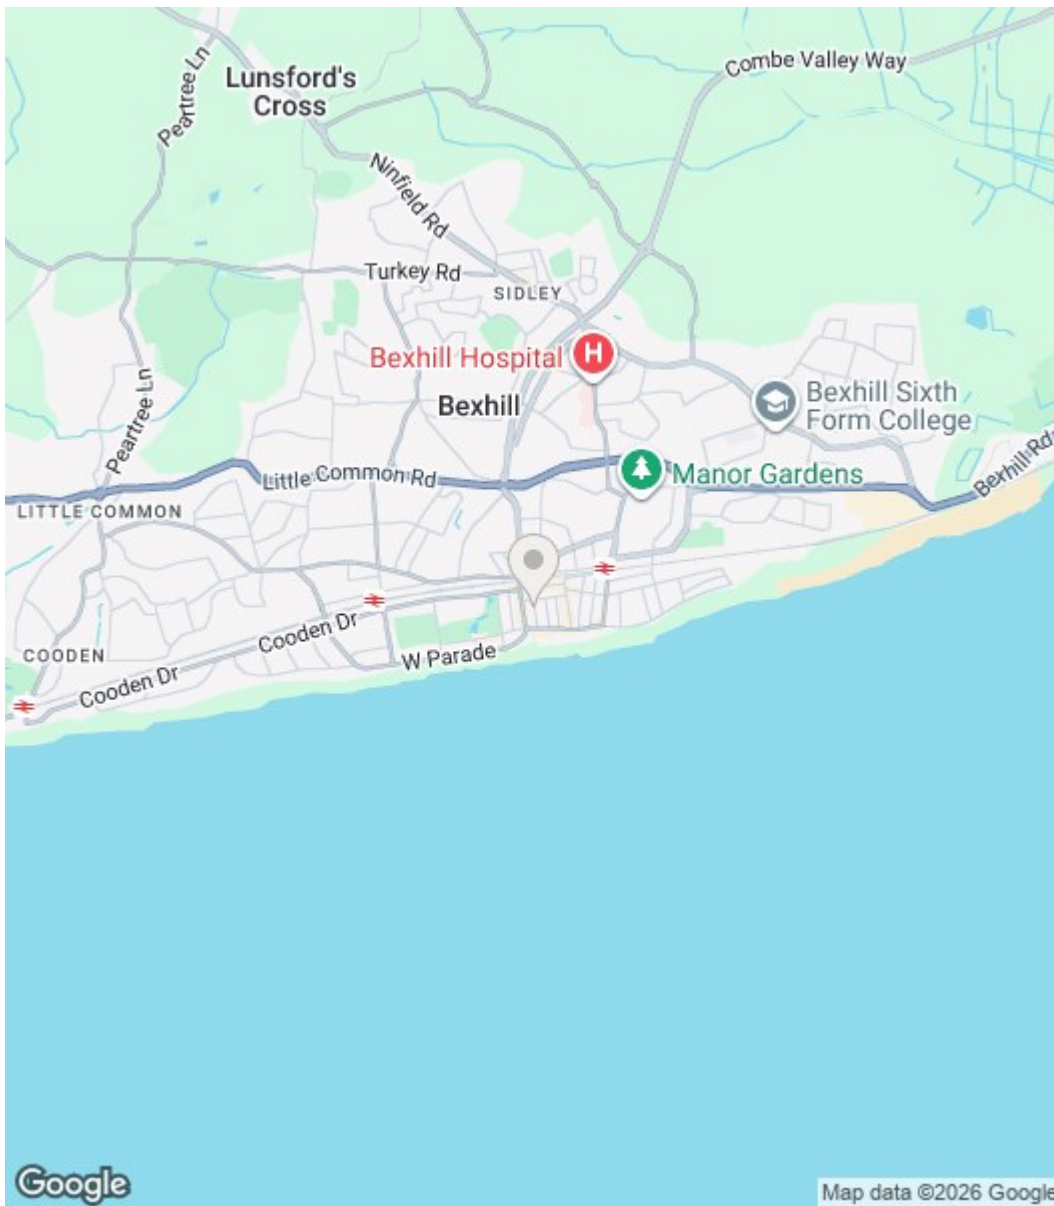 Combe Valley Way
Lunsford's
Cross
Peartree Ln
Ninfield Rd
Turkey Rd
SIDLEY
Bexhill Hospital
H
Bexhill
Bexhill Sixth
Form College
Peartree Ln
Little Common Rd
Manor Gardens
Bexhill Rd
LITTLE COMMON
Cooden Dr
W Parade
COODEN
Cooden Dr
Google
Map data ©2026 Google